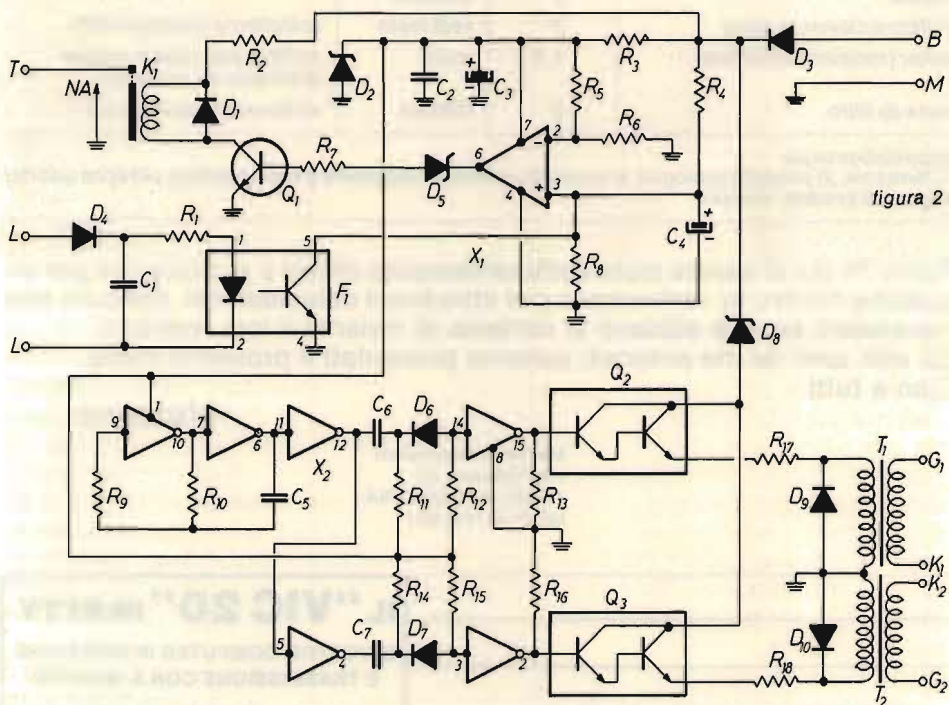 T
K1
NA
R2
D1
D2
C2
C3
R3
R4
R5
R6
D3
B
M
Q1
R7
D5
7
6
4
2
3
X1
R8
C4
figura 2
L
D4
R1
C1
L
1
2
5
4
F1
D8
9
1
10
7
6
11
12
X2
R9
R10
C5
C6
D6
14
15
8
Q2
R17
T1
G1
R11
R12
R13
D9
K1
K2
R14
R15
R16
5
4
C7
D7
3
2
Q3
R18
D10
T2
G2